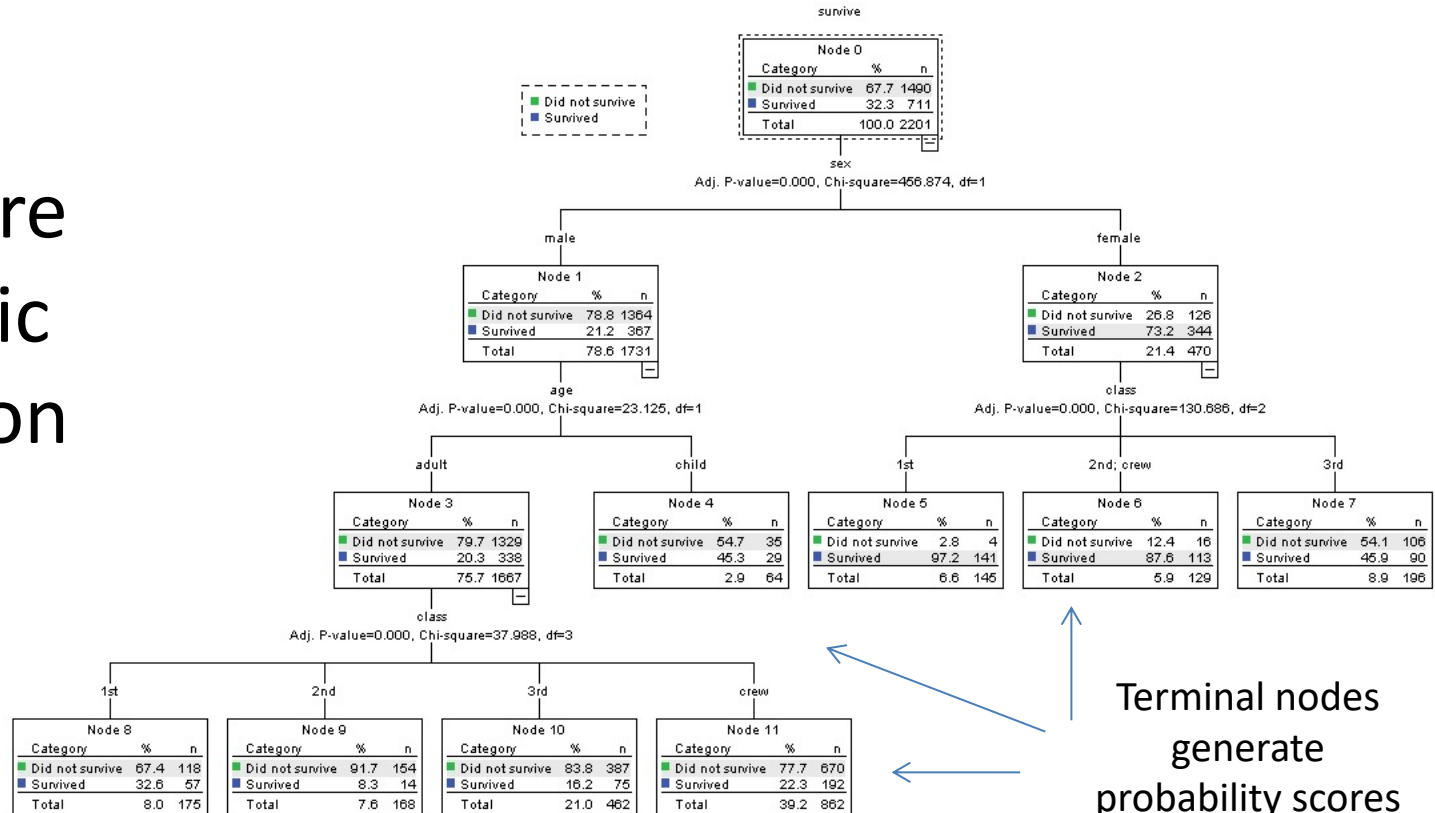 survive
Node 0
Category % n
Did not survive 67.7 1490
Survived 32.3 711
Total 100.0 2201
Did not survive
Survived
sex
Adj. P-value=0.000, Chi-square=456.874, df=1
re
ic
on
male
female
Node 1
Category % n
Did not survive 78.8 1364
Survived 21.2 367
Total 78.6 1731
Node 2
Category % n
Did not survive 26.8 126
Survived 73.2 344
Total 21.4 470
age
Adj. P-value=0.000, Chi-square=23.125, df=1
class
Adj. P-value=0.000, Chi-square=130.686, df=2
adult
child
1st
2nd; crew
3rd
Node 3
Category % n
Did not survive 79.7 1329
Survived 20.3 338
Total 75.7 1667
Node 4
Category % n
Did not survive 54.7 35
Survived 45.3 29
Total 2.9 64
Node 5
Category % n
Did not survive 2.8 4
Survived 97.2 141
Total 6.6 145
Node 6
Category % n
Did not survive 12.4 16
Survived 87.6 113
Total 5.9 129
Node 7
Category % n
Did not survive 54.1 106
Survived 45.9 90
Total 8.9 196
class
Adj. P-value=0.000, Chi-square=37.988, df=3
1st
2nd
3rd
crew
Node 8
Category % n
Did not survive 67.4 118
Survived 32.6 57
Total 8.0 175
Node 9
Category % n
Did not survive 91.7 154
Survived 8.3 14
Total 7.6 168
Node 10
Category % n
Did not survive 83.8 387
Survived 16.2 75
Total 21.0 462
Node 11
Category % n
Did not survive 77.7 670
Survived 22.3 192
Total 39.2 862
Terminal nodes
generate
probability scores